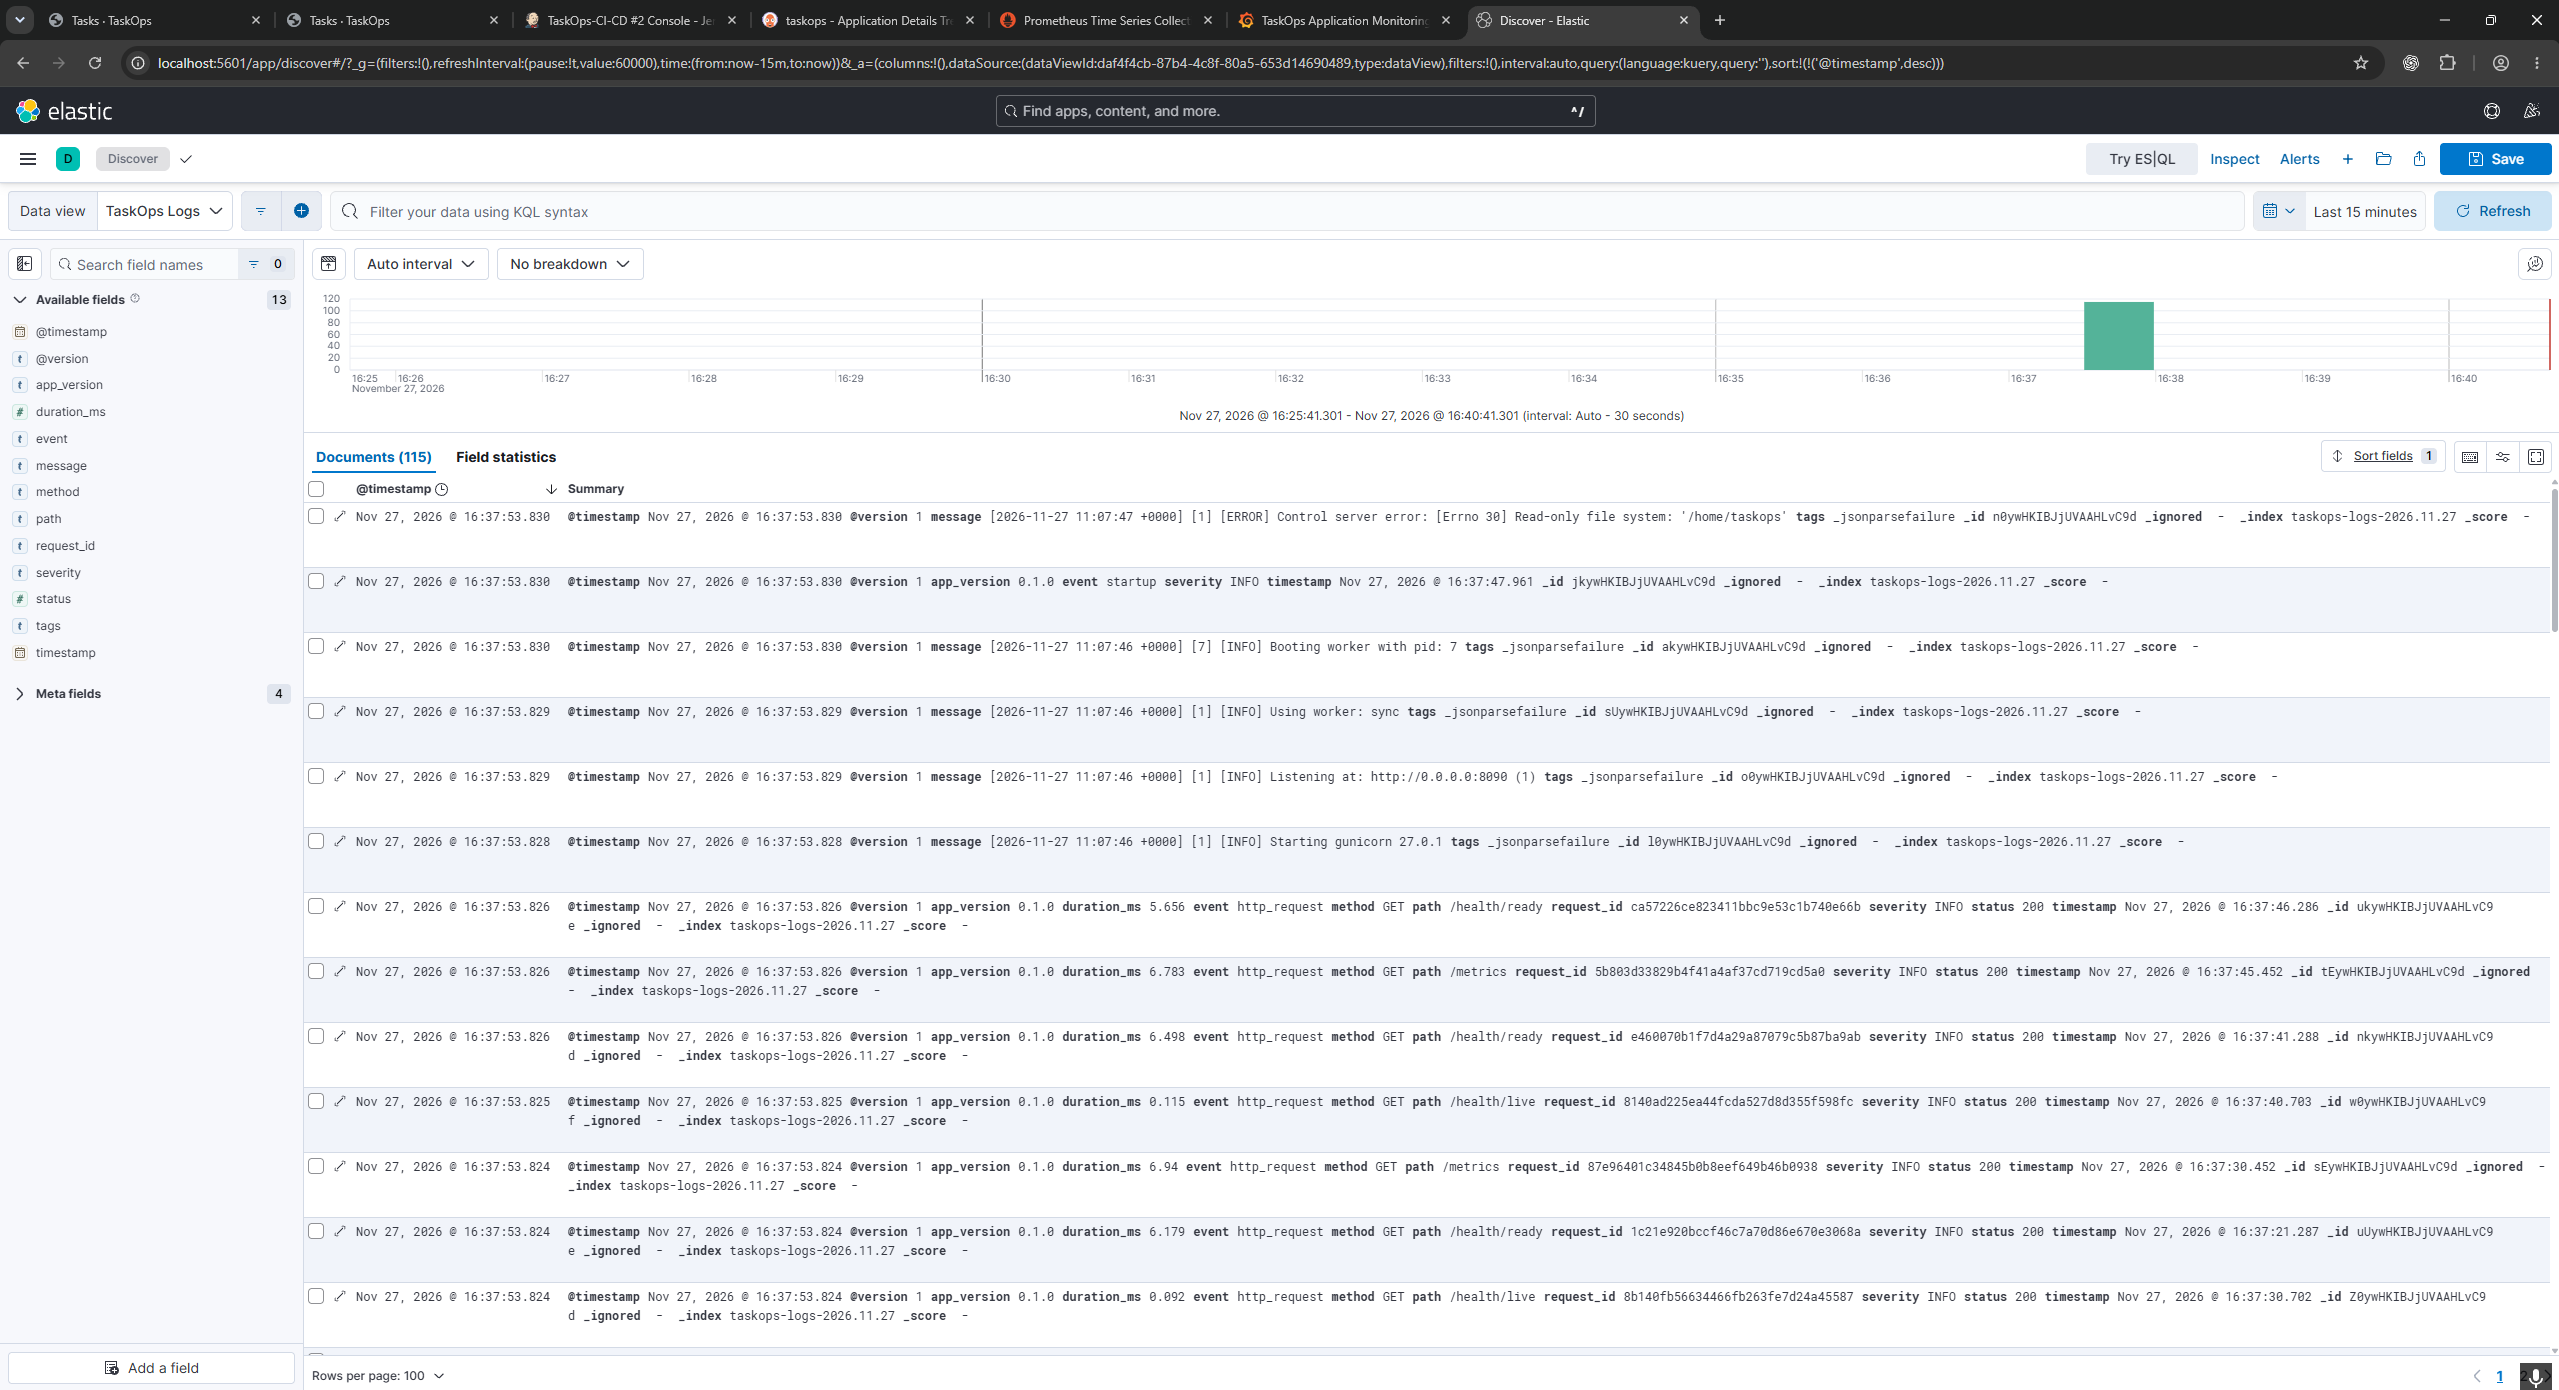 Tasks · TaskOps
Tasks · TaskOps
TaskOps-CI-CD #2 Console - Je
taskops - Application Details Tre
Prometheus Time Series Collect
TaskOps Application Monitoring
Discover - Elastic
localhost:5601/app/discover#/?_g=(filters:!(),refreshInterval:(pause:!t,value:60000),time:(from:now-15m,to:now))&_a=(columns:!(),dataSource:(dataViewId:daf4f4cb-87b4-4c8f-80a5-653d14690489,type:dataView),filters:!(),interval:auto,query:(language:kuery,query:''),sort:!(!('@timestamp',desc)))
elastic
Find apps, content, and more.
^/
D
Discover
Try ES|QL
Inspect
Alerts
Save
Data view
TaskOps Logs
Filter your data using KQL syntax
Last 15 minutes
Refresh
Search field names
0
Auto interval
No breakdown
Available fields
13
@timestamp
@version
app_version
duration_ms
event
message
method
path
request_id
severity
status
tags
timestamp
Meta fields
4
Add a field
120
100
80
60
40
20
0
16:25 16:26 16:27 16:28 16:29 16:30 16:31 16:32 16:33 16:34 16:35 16:36 16:37 16:38 16:39 16:40
November 27, 2026
Nov 27, 2026 @ 16:25:41.301 - Nov 27, 2026 @ 16:40:41.301 (interval: Auto - 30 seconds)
Documents (115)
Field statistics
Sort fields 1
@timestamp
Summary
Nov 27, 2026 @ 16:37:53.830 @timestamp Nov 27, 2026 @ 16:37:53.830 @version 1 message [2026-11-27 11:07:47 +0000] [1] [ERROR] Control server error: [Errno 30] Read-only file system: '/home/taskops' tags _jsonparsefailure _id n0ywHKIBJjUVAAHLvC9d _ignored - _index taskops-logs-2026.11.27 _score -
Nov 27, 2026 @ 16:37:53.830 @timestamp Nov 27, 2026 @ 16:37:53.830 @version 1 app_version 0.1.0 event startup severity INFO timestamp Nov 27, 2026 @ 16:37:47.961 _id jkywHKIBJjUVAAHLvC9d _ignored - _index taskops-logs-2026.11.27 _score -
Nov 27, 2026 @ 16:37:53.830 @timestamp Nov 27, 2026 @ 16:37:53.830 @version 1 message [2026-11-27 11:07:46 +0000] [7] [INFO] Booting worker with pid: 7 tags _jsonparsefailure _id akywHKIBJjUVAAHLvC9d _ignored - _index taskops-logs-2026.11.27 _score -
Nov 27, 2026 @ 16:37:53.829 @timestamp Nov 27, 2026 @ 16:37:53.829 @version 1 message [2026-11-27 11:07:46 +0000] [1] [INFO] Using worker: sync tags _jsonparsefailure _id sUywHKIBJjUVAAHLvC9d _ignored - _index taskops-logs-2026.11.27 _score -
Nov 27, 2026 @ 16:37:53.829 @timestamp Nov 27, 2026 @ 16:37:53.829 @version 1 message [2026-11-27 11:07:46 +0000] [1] [INFO] Listening at: http://0.0.0.0:8090 (1) tags _jsonparsefailure _id o0ywHKIBJjUVAAHLvC9d _ignored - _index taskops-logs-2026.11.27 _score -
Nov 27, 2026 @ 16:37:53.828 @timestamp Nov 27, 2026 @ 16:37:53.828 @version 1 message [2026-11-27 11:07:46 +0000] [1] [INFO] Starting gunicorn 27.0.1 tags _jsonparsefailure _id l0ywHKIBJjUVAAHLvC9d _ignored - _index taskops-logs-2026.11.27 _score -
Nov 27, 2026 @ 16:37:53.826 @timestamp Nov 27, 2026 @ 16:37:53.826 @version 1 app_version 0.1.0 duration_ms 5.656 event http_request method GET path /health/ready request_id ca57226ce823411bbc9e53c1b740e66b severity INFO status 200 timestamp Nov 27, 2026 @ 16:37:46.286 _id ukywHKIBJjUVAAHLvC9
e _ignored - _index taskops-logs-2026.11.27 _score -
Nov 27, 2026 @ 16:37:53.826 @timestamp Nov 27, 2026 @ 16:37:53.826 @version 1 app_version 0.1.0 duration_ms 6.783 event http_request method GET path /metrics request_id 5b803d33829b4f41a4af37cd719cd5a0 severity INFO status 200 timestamp Nov 27, 2026 @ 16:37:45.452 _id tEywHKIBJjUVAAHLvC9d _ignored
- _index taskops-logs-2026.11.27 _score -
Nov 27, 2026 @ 16:37:53.826 @timestamp Nov 27, 2026 @ 16:37:53.826 @version 1 app_version 0.1.0 duration_ms 6.498 event http_request method GET path /health/ready request_id e460070b1f7d4a29a87079c5b87ba9ab severity INFO status 200 timestamp Nov 27, 2026 @ 16:37:41.288 _id nkywHKIBJjUVAAHLvC9
d _ignored - _index taskops-logs-2026.11.27 _score -
Nov 27, 2026 @ 16:37:53.825 @timestamp Nov 27, 2026 @ 16:37:53.825 @version 1 app_version 0.1.0 duration_ms 0.115 event http_request method GET path /health/live request_id 8140ad225ea44fcda527d8d355f598fc severity INFO status 200 timestamp Nov 27, 2026 @ 16:37:40.703 _id w0ywHKIBJjUVAAHLvC9
f _ignored - _index taskops-logs-2026.11.27 _score -
Nov 27, 2026 @ 16:37:53.824 @timestamp Nov 27, 2026 @ 16:37:53.824 @version 1 app_version 0.1.0 duration_ms 6.94 event http_request method GET path /metrics request_id 87e96401c34845b0b8eef649b46b0938 severity INFO status 200 timestamp Nov 27, 2026 @ 16:37:30.452 _id sEywHKIBJjUVAAHLvC9d _ignored -
_index taskops-logs-2026.11.27 _score -
Nov 27, 2026 @ 16:37:53.824 @timestamp Nov 27, 2026 @ 16:37:53.824 @version 1 app_version 0.1.0 duration_ms 6.179 event http_request method GET path /health/ready request_id 1c21e920bccf46c7a70d86e670e3068a severity INFO status 200 timestamp Nov 27, 2026 @ 16:37:21.287 _id uUywHKIBJjUVAAHLvC9
e _ignored - _index taskops-logs-2026.11.27 _score -
Nov 27, 2026 @ 16:37:53.824 @timestamp Nov 27, 2026 @ 16:37:53.824 @version 1 app_version 0.1.0 duration_ms 0.092 event http_request method GET path /health/live request_id 8b140fb56634466fb263fe7d24a45587 severity INFO status 200 timestamp Nov 27, 2026 @ 16:37:30.702 _id Z0ywHKIBJjUVAAHLvC9
d _ignored - _index taskops-logs-2026.11.27 _score -
Rows per page: 100
1